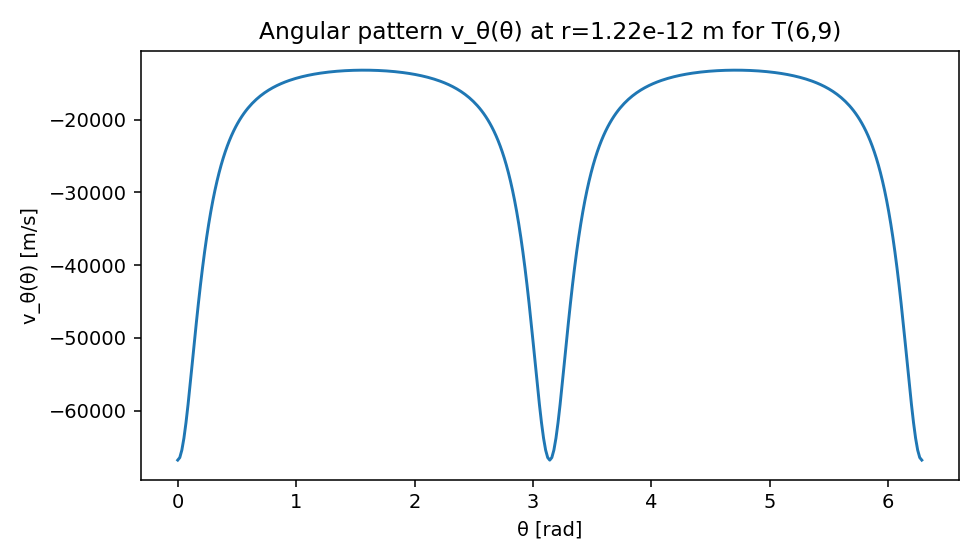 Angular pattern v_θ(θ) at r=1.22e-12 m for T(6,9)
v_θ(θ) [m/s]
−20000
−30000
−40000
−50000
−60000
0 1 2 3 4 5 6
θ [rad]